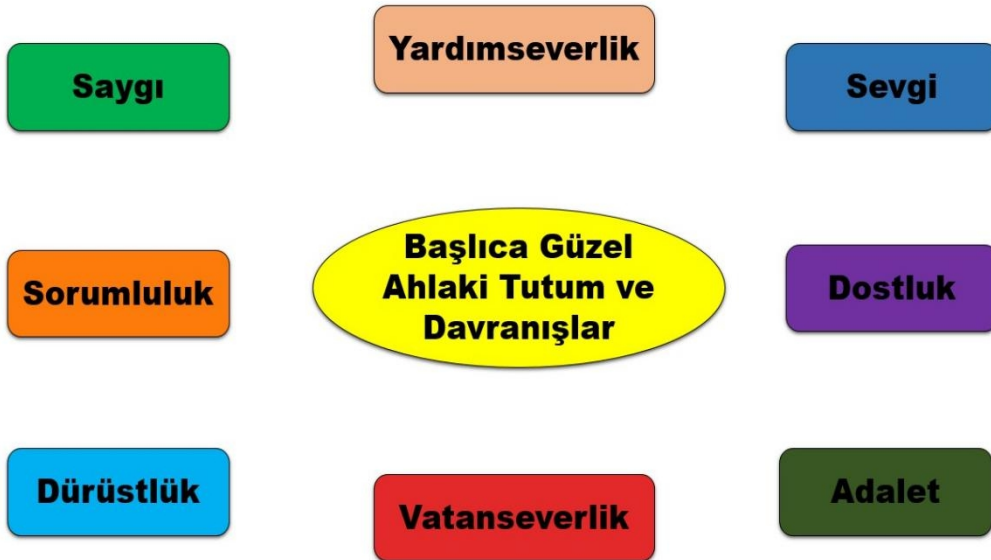 Yardımseverlik
Saygı
Sevgi
Başlıca Güzel
Ahlaki Tutum ve
Davranışlar
Sorumluluk
Dostluk
Dürüstlük
Vatanseverlik
Adalet